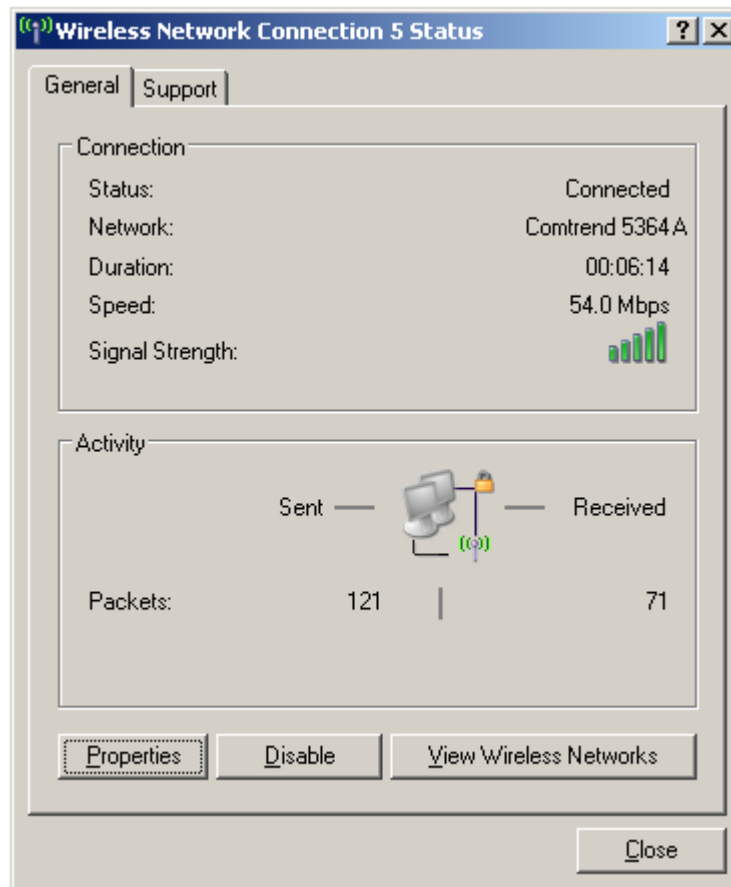 Wireless Network Connection 5 Status
General Support
Connection
Status: Connected
Network: Comtrend 5364A
Duration: 00:06:14
Speed: 54.0 Mbps
Signal Strength:
Activity
Sent Received
Packets: 121 71
Properties Disable View Wireless Networks
Close